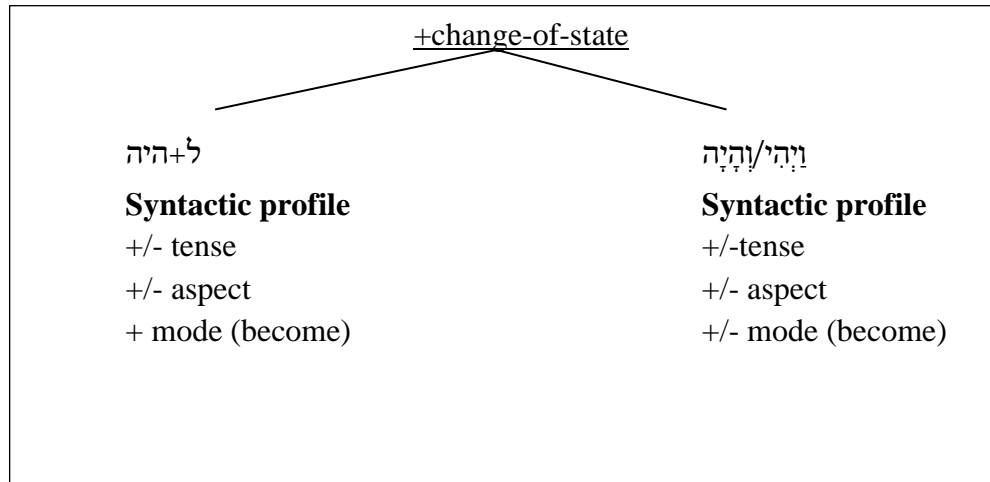 +change-of-state
ל+היה
וַיְהִי/וְהָיָה
Syntactic profile
Syntactic profile
+/- tense
+/-tense
+/- aspect
+/- aspect
+ mode (become)
+/- mode (become)